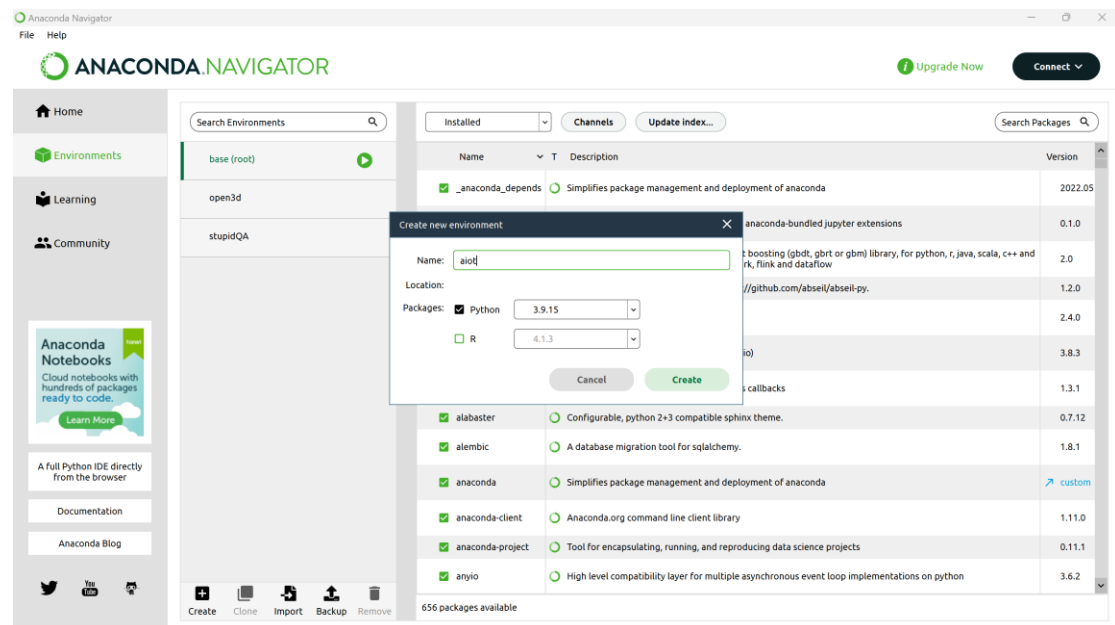 Anaconda Navigator
File Help
ANACONDA.NAVIGATOR
Upgrade Now
Connect
Home
Environments
Learning
Community
Anaconda
Notebooks
New!
Cloud notebooks with
hundreds of packages
ready to code.
Learn More
A full Python IDE directly
from the browser
Documentation
Anaconda Blog
You
Tube
Search Environments
base (root)
open3d
stupidQA
Create Clone Import Backup Remove
Installed
Channels
Update index...
Search Packages
Name T Description Version
_anaconda_depends Simplifies package management and deployment of anaconda 2022.05
anaconda-bundled jupyter extensions 0.1.0
t boosting (gbdt, gbrt or gbm) library, for python, r, java, scala, c++ and
rk, flink and dataflow 2.0
://github.com/abseil/abseil-py. 1.2.0
2.4.0
io) 3.8.3
s callbacks 1.3.1
alabaster Configurable, python 2+3 compatible sphinx theme. 0.7.12
alembic A database migration tool for sqlalchemy. 1.8.1
anaconda Simplifies package management and deployment of anaconda custom
anaconda-client Anaconda.org command line client library 1.11.0
anaconda-project Tool for encapsulating, running, and reproducing data science projects 0.11.1
anyio High level compatibility layer for multiple asynchronous event loop implementations on python 3.6.2
656 packages available
Create new environment
Name: aiot
Location:
Packages: Python 3.9.15
R 4.1.3
Cancel Create